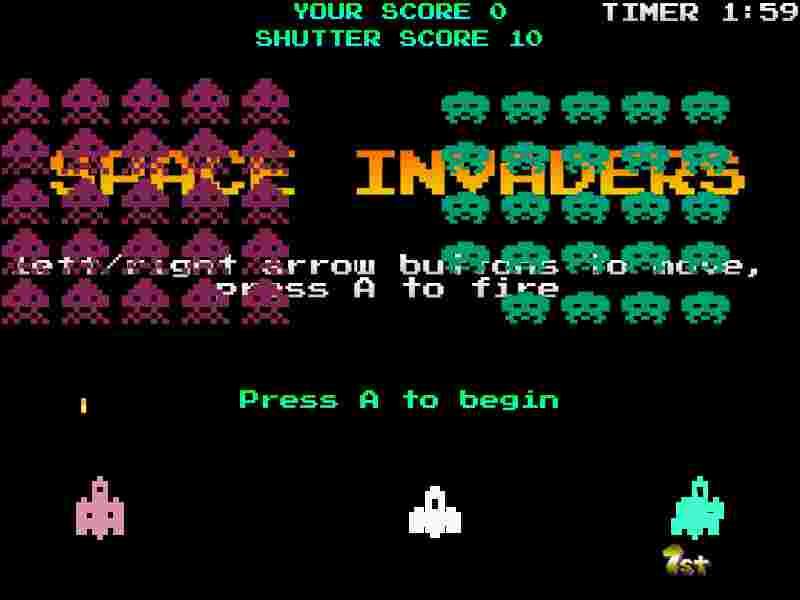 YOUR SCORE 0
TIMER 1:59
SHUTTER SCORE 10
SPACE INVADERS
Left/right arrow buttons to move,
press A to fire
Press A to begin
1st